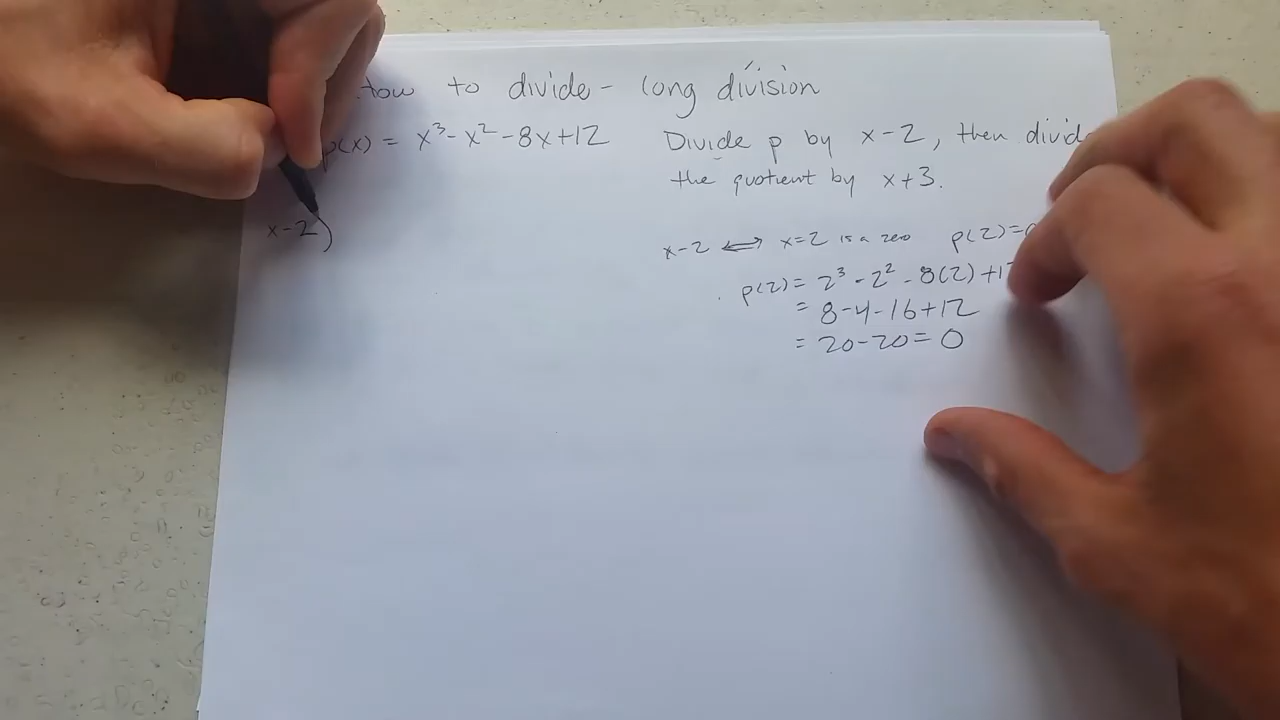 How to divide - long division
p(x) = x³ - x² - 8x + 12
Divide p by x - 2, then divide
the quotient by x + 3.
x - 2 )
x - 2 ⟺ x = 2 is a zero p(2) =
p(2) = 2³ - 2² - 8(2) +
= 8 - 4 - 16 + 12
= 20 - 20 = 0